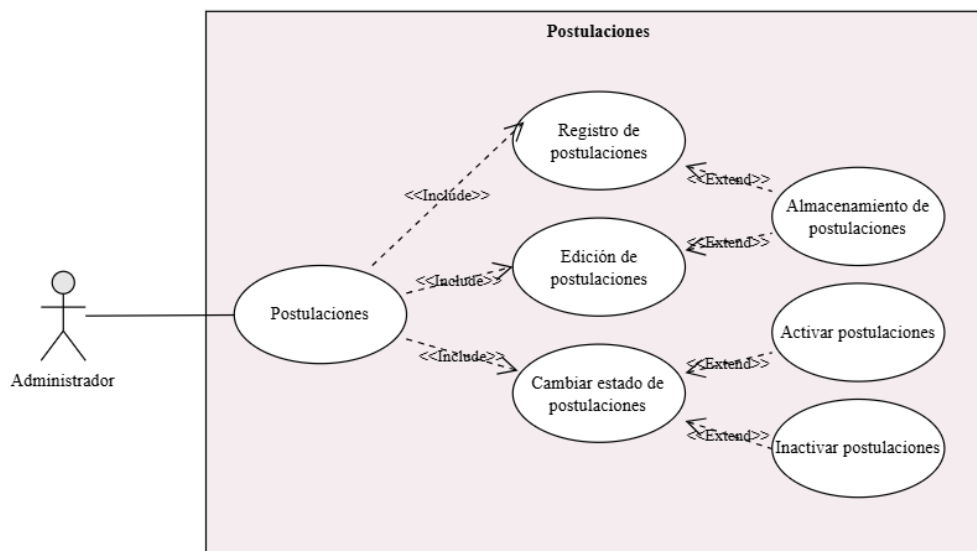 Postulaciones
Registro de
postulaciones
<<Include>>
<<Extend>>
Almacenamiento de
postulaciones
<<Extend>>
Edición de
postulaciones
<<Include>>
Postulaciones
Activar postulaciones
<<Include>>
<<Extend>>
Administrador
Cambiar estado de
postulaciones
<<Extend>>
Inactivar postulaciones